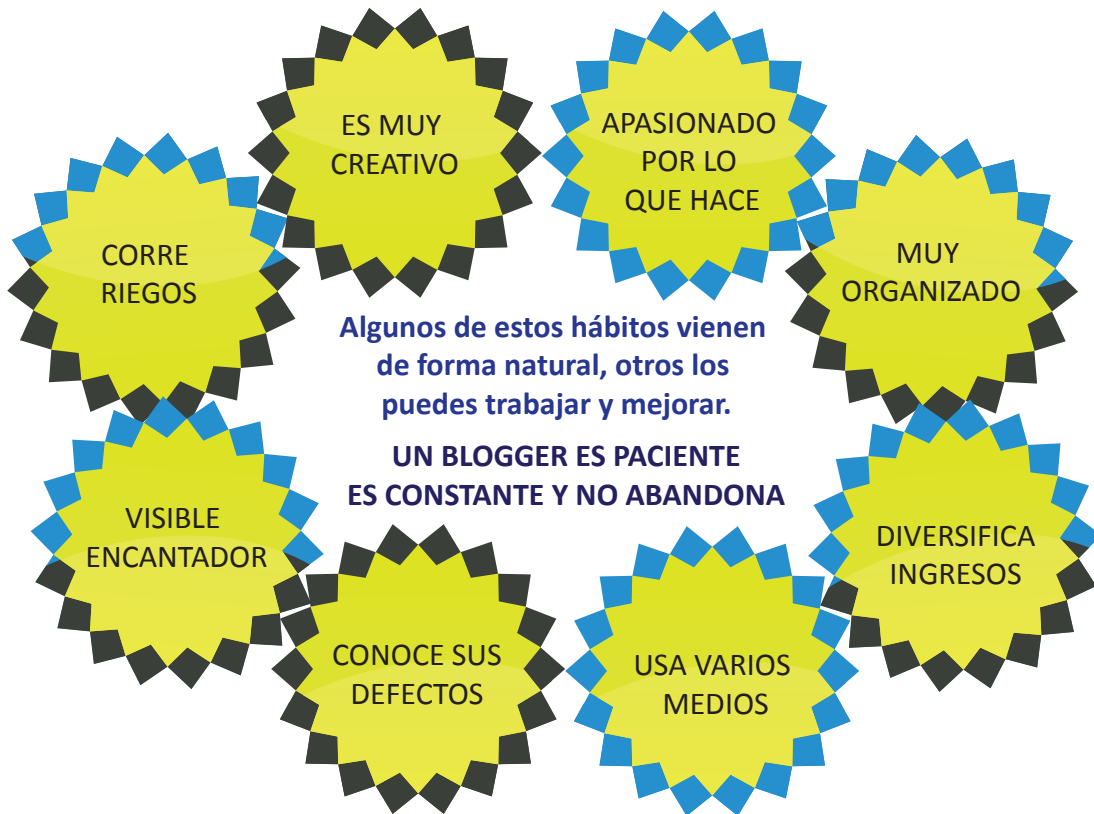 ES MUY
CREATIVO
APASIONADO
POR LO
QUE HACE
CORRE
RIEGOS
MUY
ORGANIZADO
Algunos de estos hábitos vienen
de forma natural, otros los
puedes trabajar y mejorar.
UN BLOGGER ES PACIENTE
ES CONSTANTE Y NO ABANDONA
VISIBLE
ENCANTADOR
DIVERSIFICA
INGRESOS
CONOCE SUS
DEFECTOS
USA VARIOS
MEDIOS